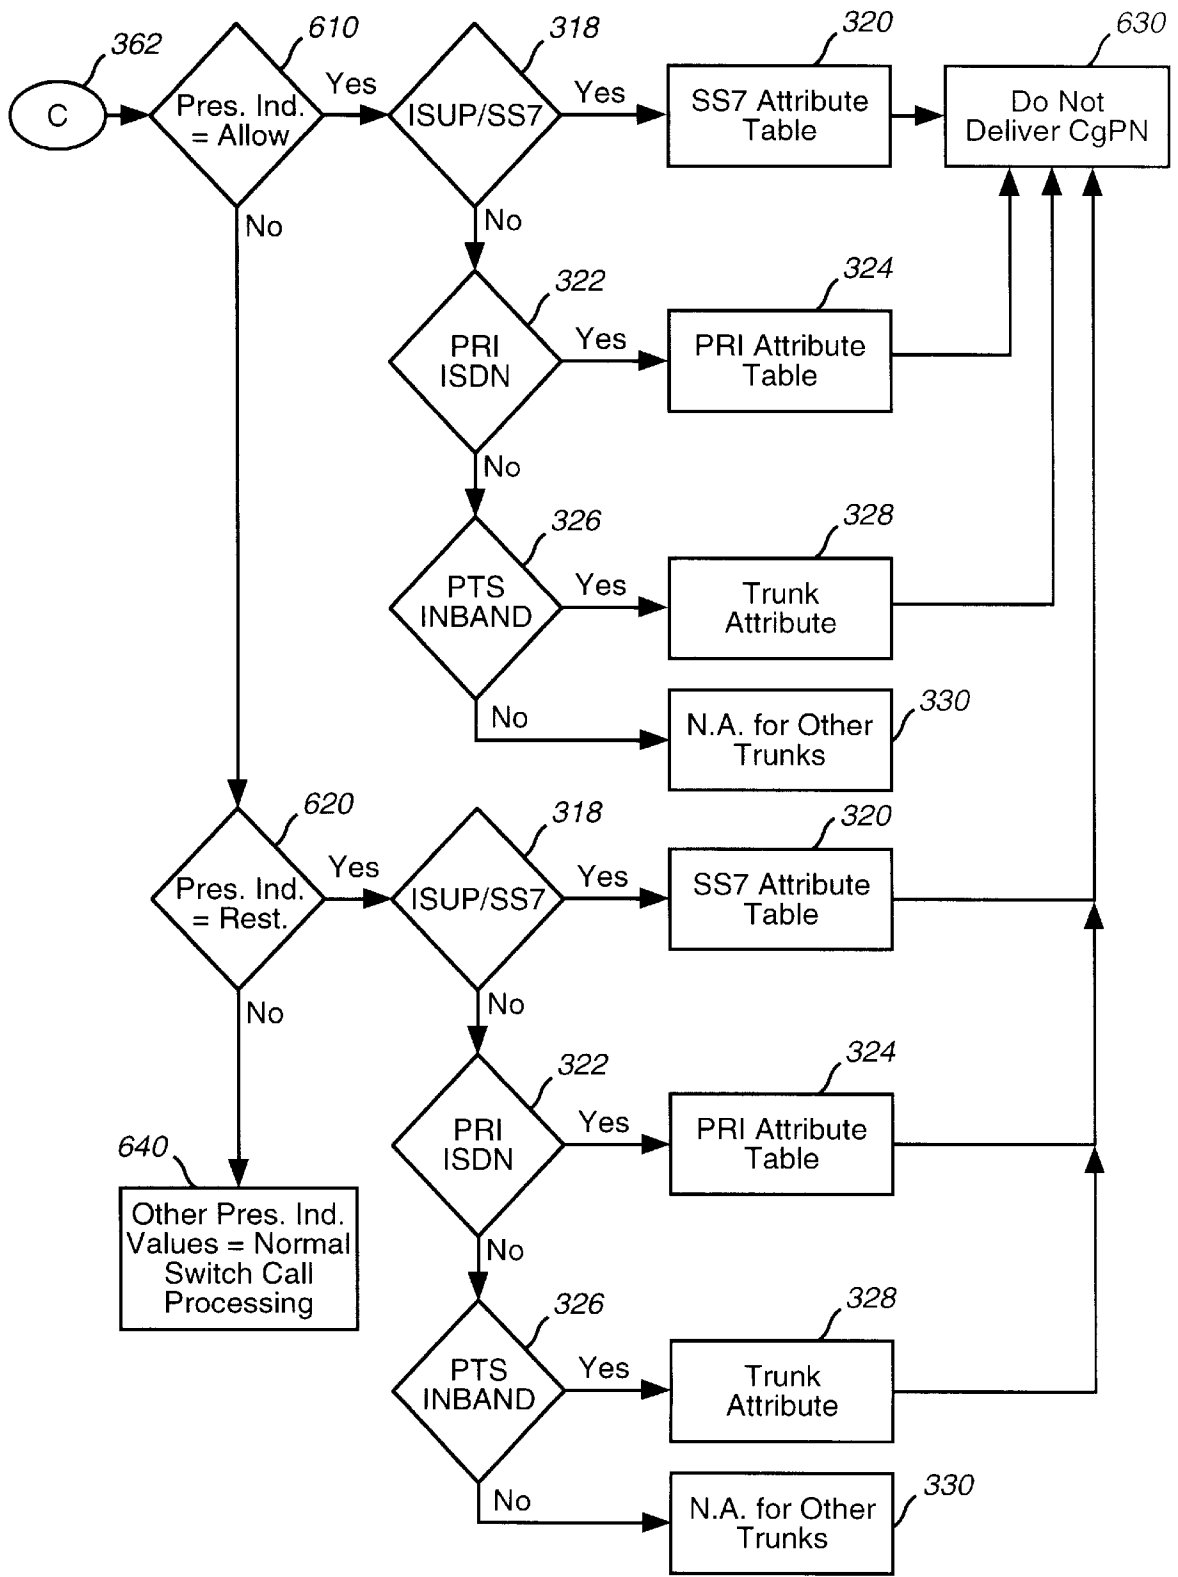 362
C
610
Pres. Ind.
= Allow
Yes
No
318
ISUP/SS7
Yes
No
320
SS7 Attribute
Table
630
Do Not
Deliver CgPN
322
PRI
ISDN
Yes
No
324
PRI Attribute
Table
326
PTS
INBAND
Yes
No
328
Trunk
Attribute
330
N.A. for Other
Trunks
620
Pres. Ind.
= Rest.
Yes
No
318
ISUP/SS7
Yes
No
320
SS7 Attribute
Table
322
PRI
ISDN
Yes
No
324
PRI Attribute
Table
640
Other Pres. Ind.
Values = Normal
Switch Call
Processing
326
PTS
INBAND
Yes
No
328
Trunk
Attribute
330
N.A. for Other
Trunks